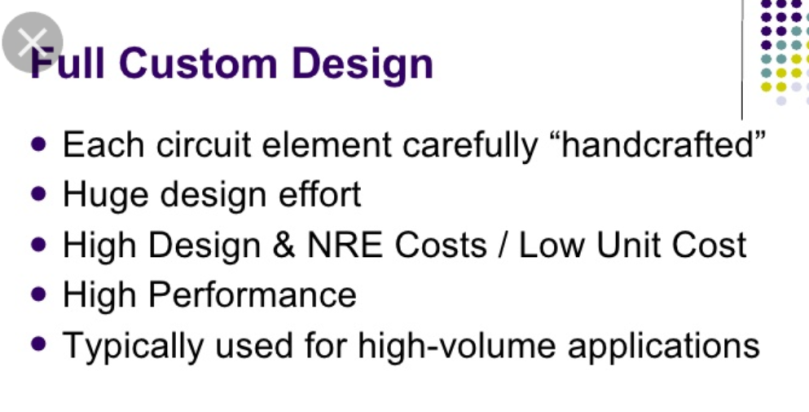 Full Custom Design
Each circuit element carefully “handcrafted”
Huge design effort
High Design & NRE Costs / Low Unit Cost
High Performance
Typically used for high-volume applications